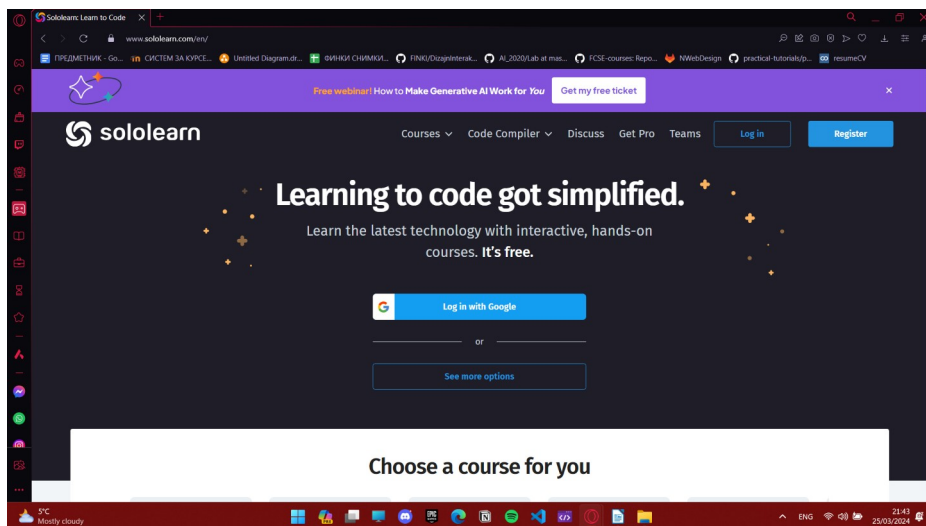 Sololearn: Learn to Code
www.sololearn.com/en/
ПРЕДМЕТНИК - Go... СИСТЕМ ЗА КУРСЕ... Untitled Diagram.dr... ФИНКИ СНИМКИ... FINKI/DizajnInterak... AI_2020/Lab at mas... FCSE-courses: Repo... NWebDesign practical-tutorials/p... resumeCV
Free webinar! How to Make Generative AI Work for You Get my free ticket
sololearn Courses Code Compiler Discuss Get Pro Teams Log in Register
Learning to code got simplified.
Learn the latest technology with interactive, hands-on
courses. It's free.
Log in with Google
or
See more options
Choose a course for you
5°C
Mostly cloudy
ENG
21:43
25/03/2024